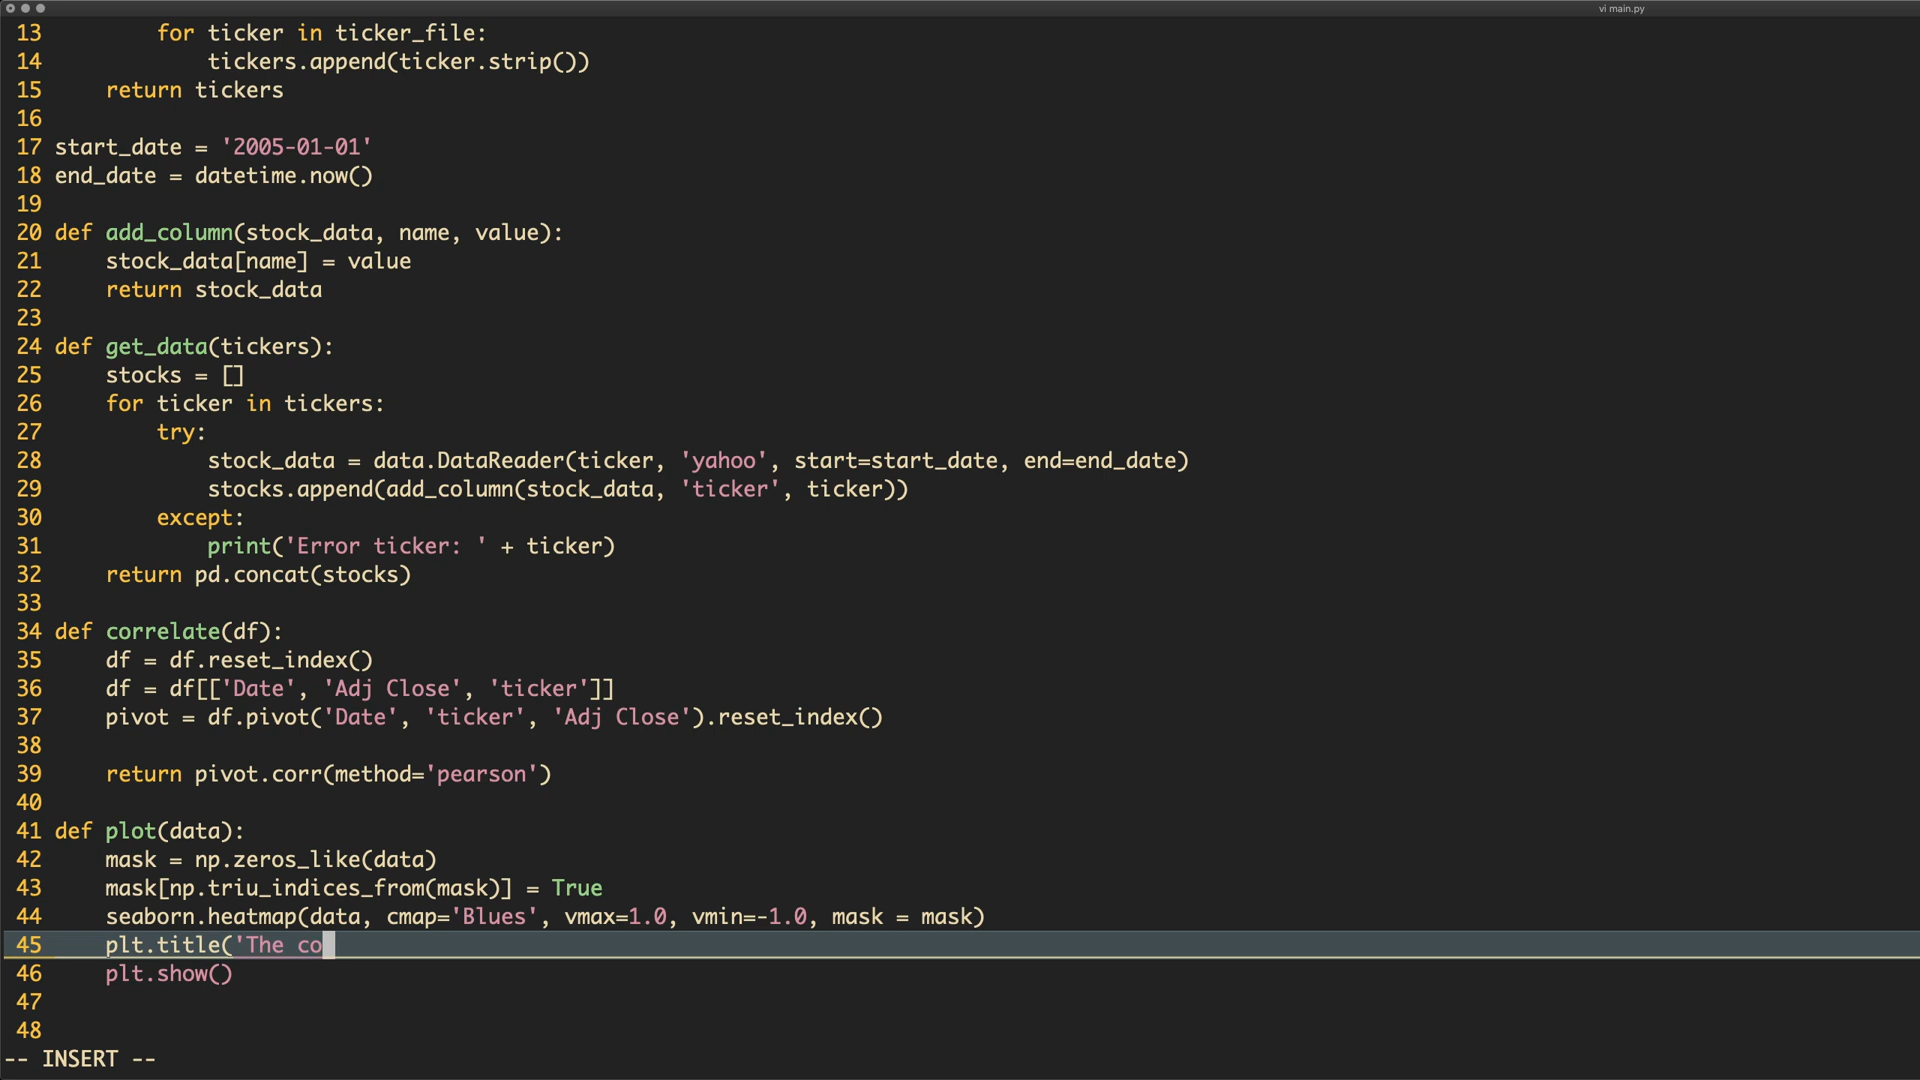 vi main.py
13         for ticker in ticker_file:
14             tickers.append(ticker.strip())
15     return tickers
16
17 start_date = '2005-01-01'
18 end_date = datetime.now()
19
20 def add_column(stock_data, name, value):
21     stock_data[name] = value
22     return stock_data
23
24 def get_data(tickers):
25     stocks = []
26     for ticker in tickers:
27         try:
28             stock_data = data.DataReader(ticker, 'yahoo', start=start_date, end=end_date)
29             stocks.append(add_column(stock_data, 'ticker', ticker))
30         except:
31             print('Error ticker: ' + ticker)
32     return pd.concat(stocks)
33
34 def correlate(df):
35     df = df.reset_index()
36     df = df[['Date', 'Adj Close', 'ticker']]
37     pivot = df.pivot('Date', 'ticker', 'Adj Close').reset_index()
38
39     return pivot.corr(method='pearson')
40
41 def plot(data):
42     mask = np.zeros_like(data)
43     mask[np.triu_indices_from(mask)] = True
44     seaborn.heatmap(data, cmap='Blues', vmax=1.0, vmin=-1.0, mask = mask)
45     plt.title('The co
46     plt.show()
47
48
-- INSERT --